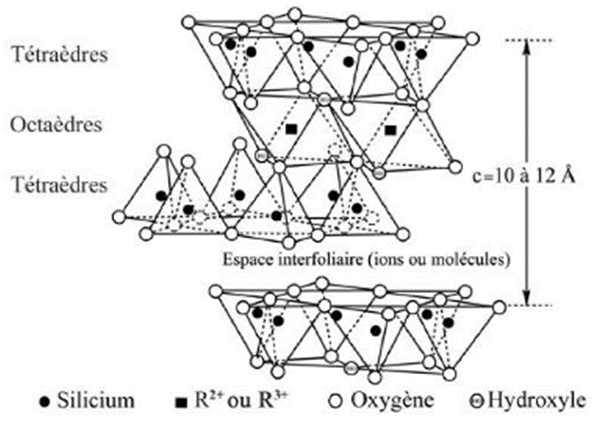 Tétraèdres
Octaèdres
Tétraèdres
c=10 à 12 Å
Espace interfoliaire (ions ou molécules)
Silicium R²⁺ ou R³⁺ Oxygène Hydroxyle